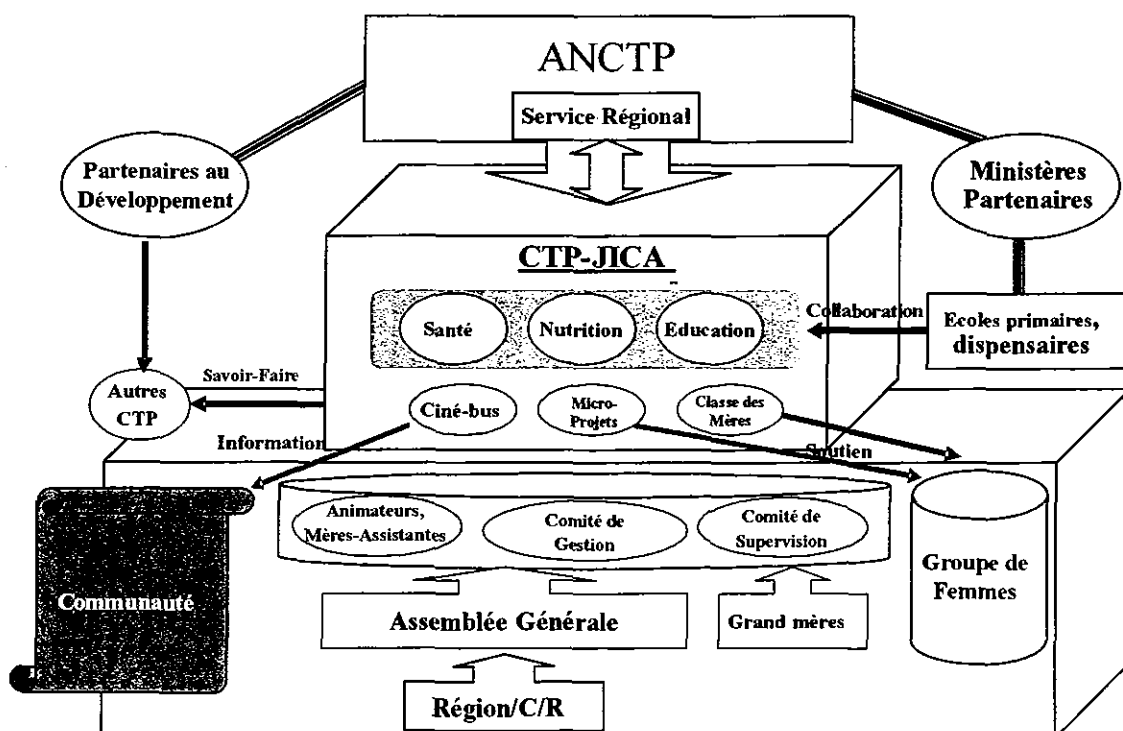 ANCTP
Service Régional
Partenaires au
Développement
Ministères
Partenaires
CTP-JICA
Santé
Nutrition
Education
Collaboration
Ecoles primaires,
dispensaires
Savoir-Faire
Autres
CTP
Ciné-bus
Micro-
Projets
Classe des
Mères
Information
Soutien
Animateurs,
Mères-Assistantes
Comité de
Gestion
Comité de
Supervision
Communauté
Groupe de
Femmes
Assemblée Générale
Grand mères
Région/C/R